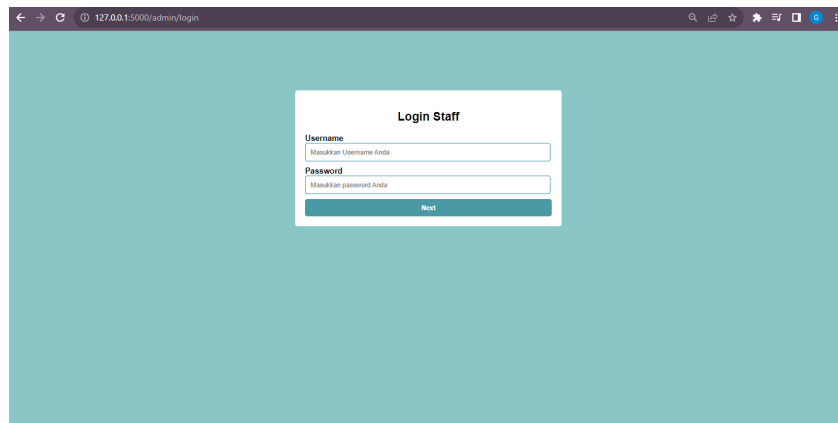 127.0.0.1:5000/admin/login
G
Login Staff
Username
Masukkan Username Anda
Password
Masukkan password Anda
Next